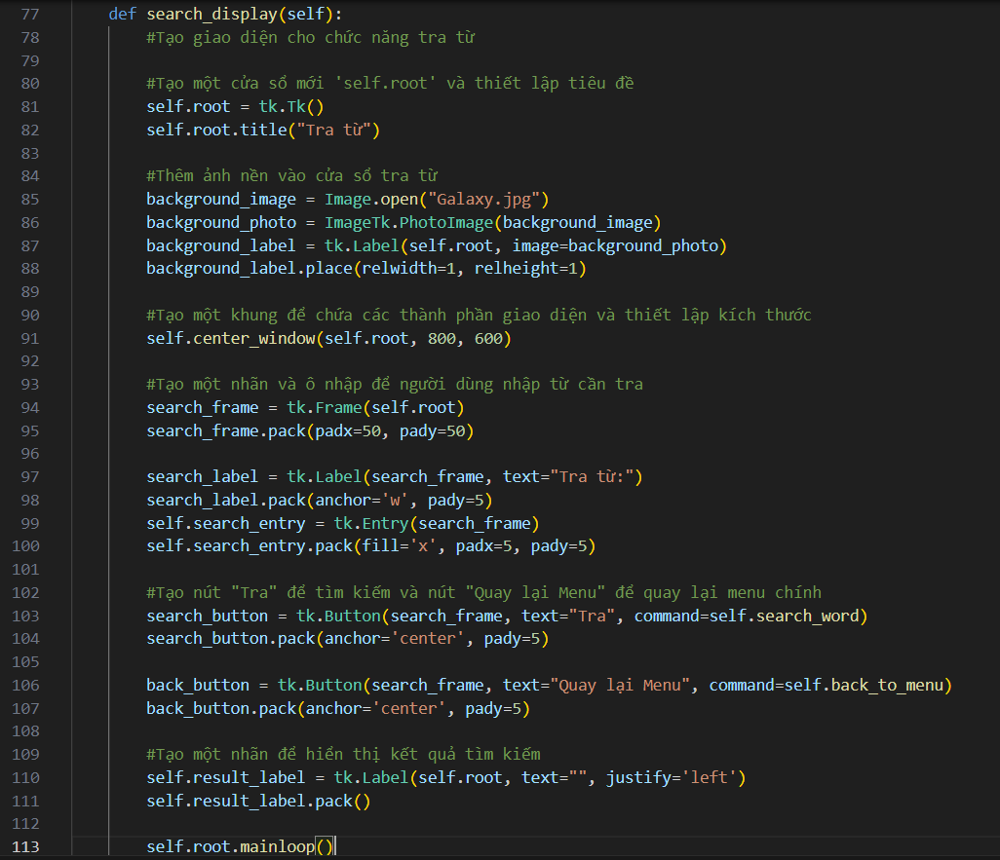 77 def search_display(self):
78 #Tạo giao diện cho chức năng tra từ
79
80 #Tạo một cửa sổ mới 'self.root' và thiết lập tiêu đề
81 self.root = tk.Tk()
82 self.root.title("Tra từ")
83
84 #Thêm ảnh nền vào cửa sổ tra từ
85 background_image = Image.open("Galaxy.jpg")
86 background_photo = ImageTk.PhotoImage(background_image)
87 background_label = tk.Label(self.root, image=background_photo)
88 background_label.place(relwidth=1, relheight=1)
89
90 #Tạo một khung để chứa các thành phần giao diện và thiết lập kích thước
91 self.center_window(self.root, 800, 600)
92
93 #Tạo một nhãn và ô nhập để người dùng nhập từ cần tra
94 search_frame = tk.Frame(self.root)
95 search_frame.pack(padx=50, pady=50)
96
97 search_label = tk.Label(search_frame, text="Tra từ:")
98 search_label.pack(anchor='w', pady=5)
99 self.search_entry = tk.Entry(search_frame)
100 self.search_entry.pack(fill='x', padx=5, pady=5)
101
102 #Tạo nút "Tra" để tìm kiếm và nút "Quay lại Menu" để quay lại menu chính
103 search_button = tk.Button(search_frame, text="Tra", command=self.search_word)
104 search_button.pack(anchor='center', pady=5)
105
106 back_button = tk.Button(search_frame, text="Quay lại Menu", command=self.back_to_menu)
107 back_button.pack(anchor='center', pady=5)
108
109 #Tạo một nhãn để hiển thị kết quả tìm kiếm
110 self.result_label = tk.Label(self.root, text="", justify='left')
111 self.result_label.pack()
112
113 self.root.mainloop()